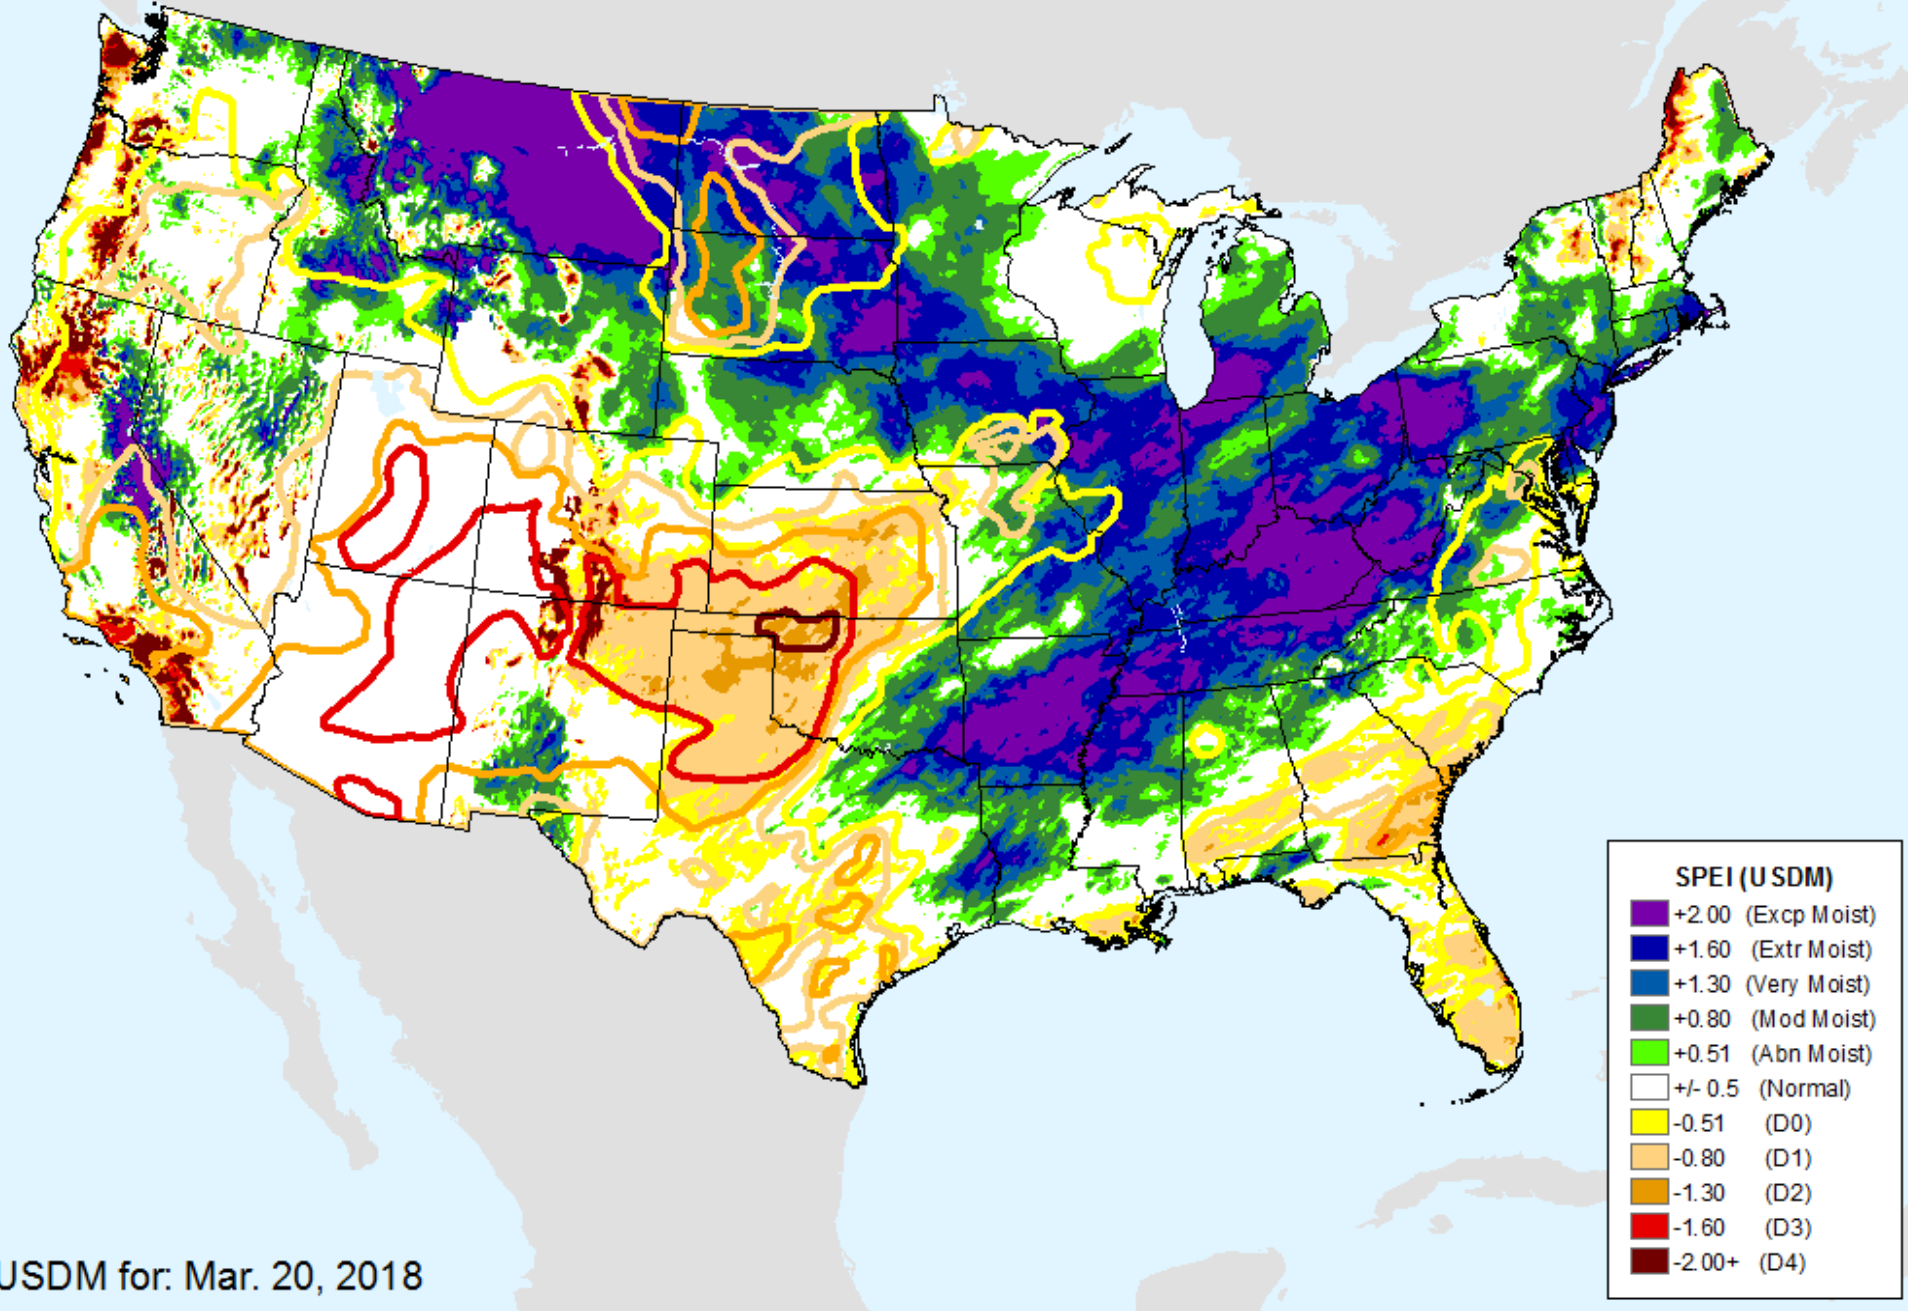 SPEI (USDM)
+2.00 (Excp Moist)
+1.60 (Extr Moist)
+1.30 (Very Moist)
+0.80 (Mod Moist)
+0.51 (Abn Moist)
+/- 0.5 (Normal)
-0.51 (D0)
-0.80 (D1)
-1.30 (D2)
-1.60 (D3)
-2.00+ (D4)
USDM for: Mar. 20, 2018